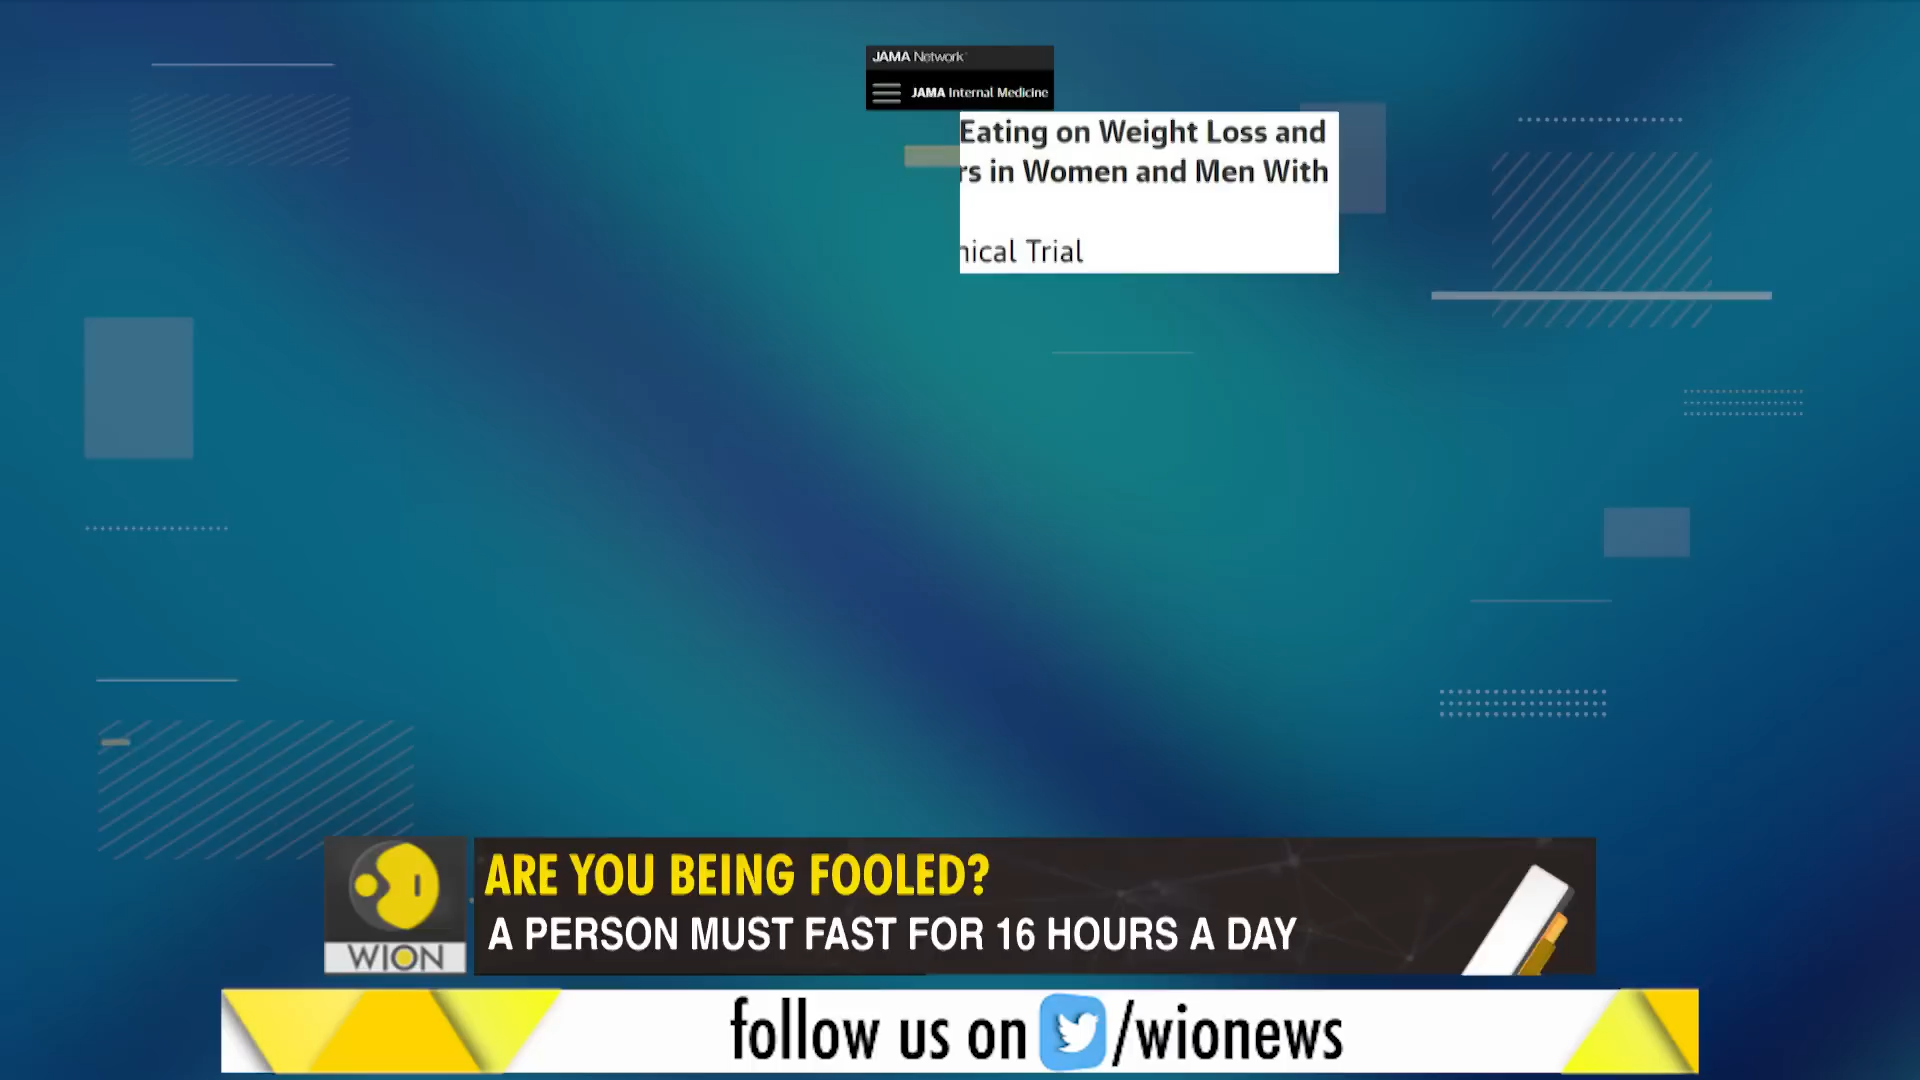 JAMA Network
JAMA Internal Medicine
Eating on Weight Loss and
rs in Women and Men With
nical Trial
ARE YOU BEING FOOLED?
A PERSON MUST FAST FOR 16 HOURS A DAY
WION
follow us on /wionews